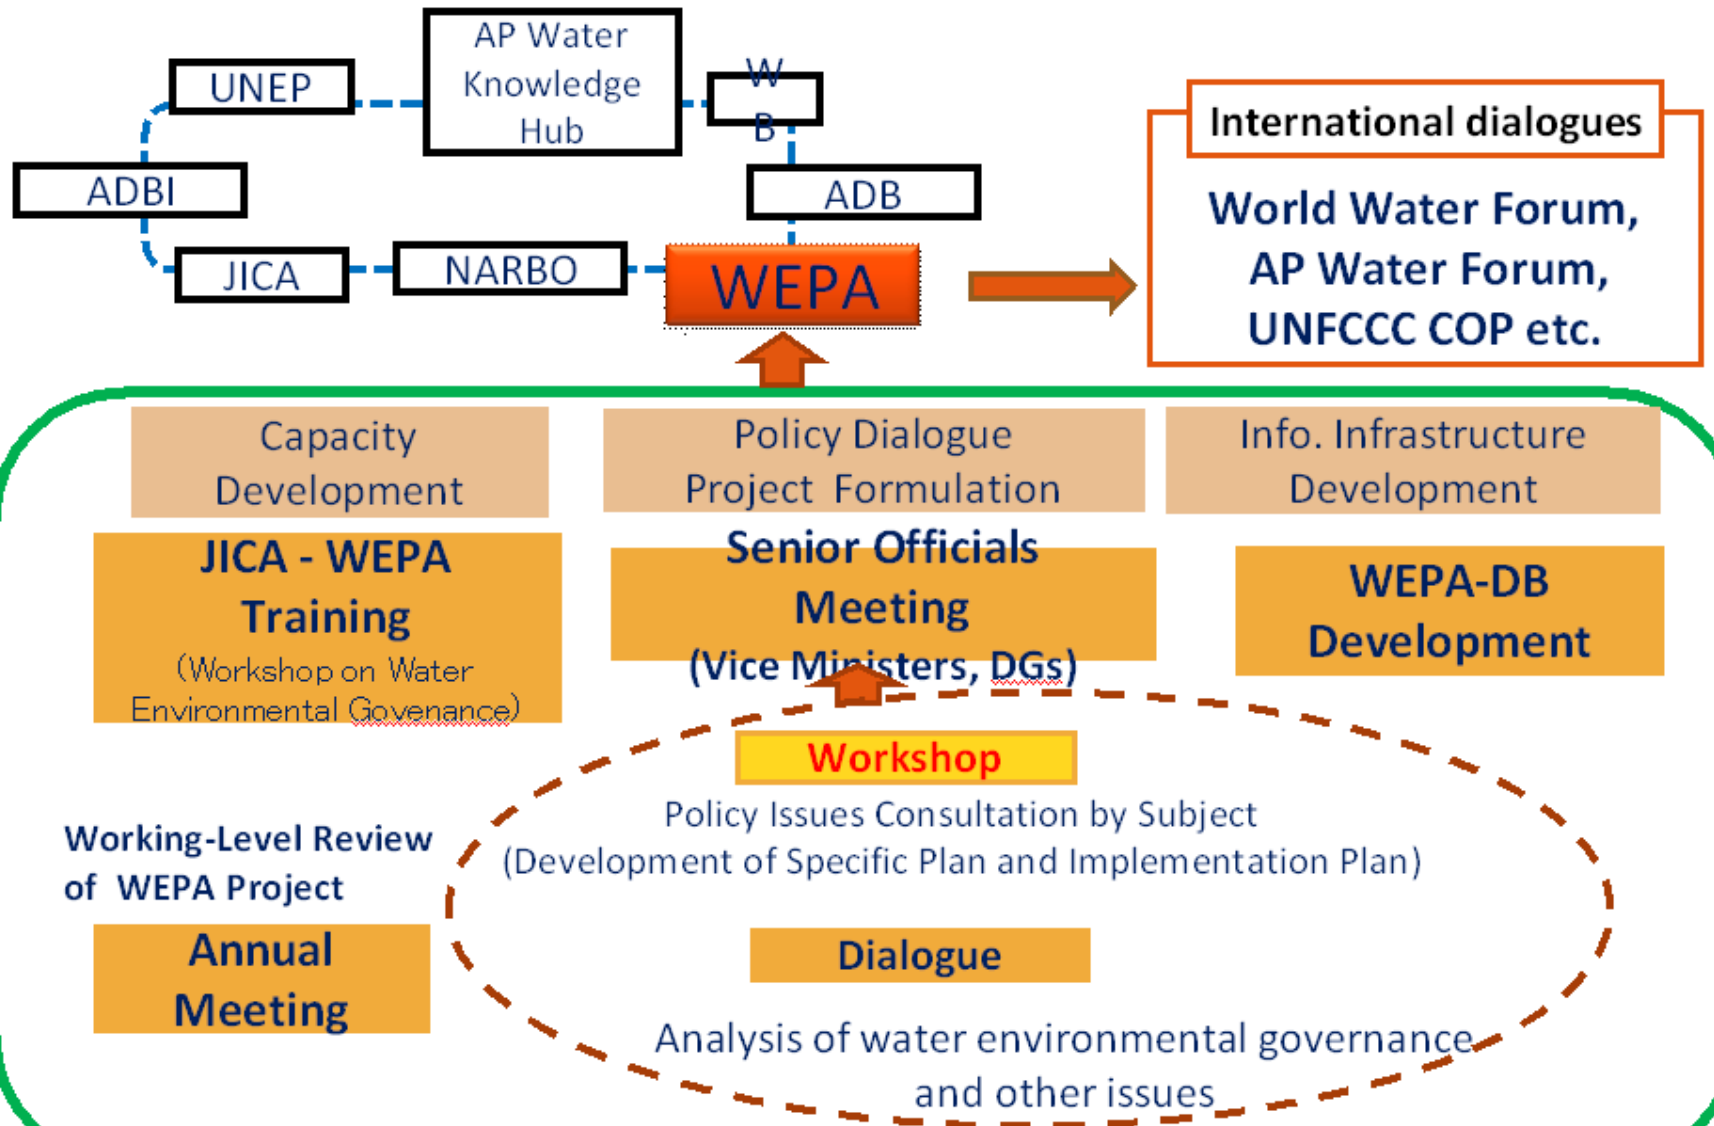 AP Water
Knowledge
Hub
UNEP
W
B
ADBI
ADB
JICA
NARBO
WEPA
International dialogues
World Water Forum,
AP Water Forum,
UNFCCC COP etc.
Capacity
Development
Policy Dialogue
Project Formulation
Info. Infrastructure
Development
JICA - WEPA
Training
(Workshop on Water
Environmental Govenance)
Senior Officials
Meeting
(Vice Ministers, DGs)
WEPA-DB
Development
Workshop
Policy Issues Consultation by Subject
(Development of Specific Plan and Implementation Plan)
Working-Level Review
of WEPA Project
Annual
Meeting
Dialogue
Analysis of water environmental governance
and other issues